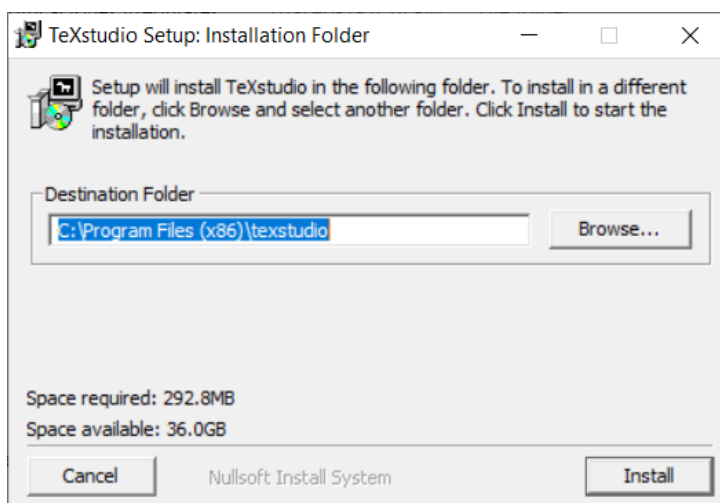 TeXstudio Setup: Installation Folder
Setup will install TeXstudio in the following folder. To install in a different
folder, click Browse and select another folder. Click Install to start the
installation.
Destination Folder
C:\Program Files (x86)\texstudio
Browse...
Space required: 292.8MB
Space available: 36.0GB
Cancel
Nullsoft Install System
Install